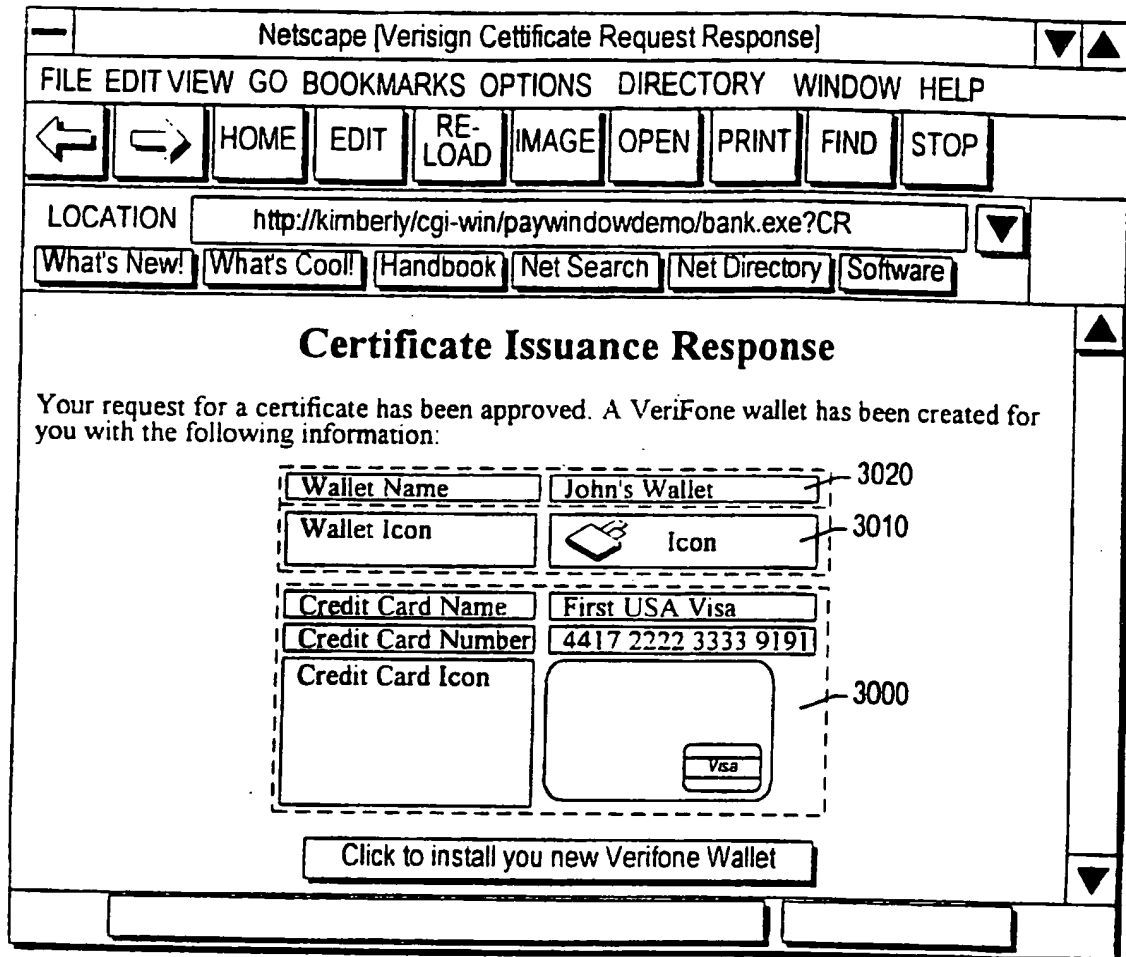 Netscape [Verisign Cettificate Request Response]
FILE EDIT VIEW GO BOOKMARKS OPTIONS DIRECTORY WINDOW HELP
HOME EDIT RE-LOAD IMAGE OPEN PRINT FIND STOP
LOCATION http://kimberly/cgi-win/paywindowdemo/bank.exe?CR
What's New! What's Cool! Handbook Net Search Net Directory Software
Certificate Issuance Response
Your request for a certificate has been approved. A VeriFone wallet has been created for
you with the following information:
Wallet Name John's Wallet 3020
Wallet Icon Icon 3010
Credit Card Name First USA Visa
Credit Card Number 4417 2222 3333 9191
Credit Card Icon 3000
Visa
Click to install you new Verifone Wallet